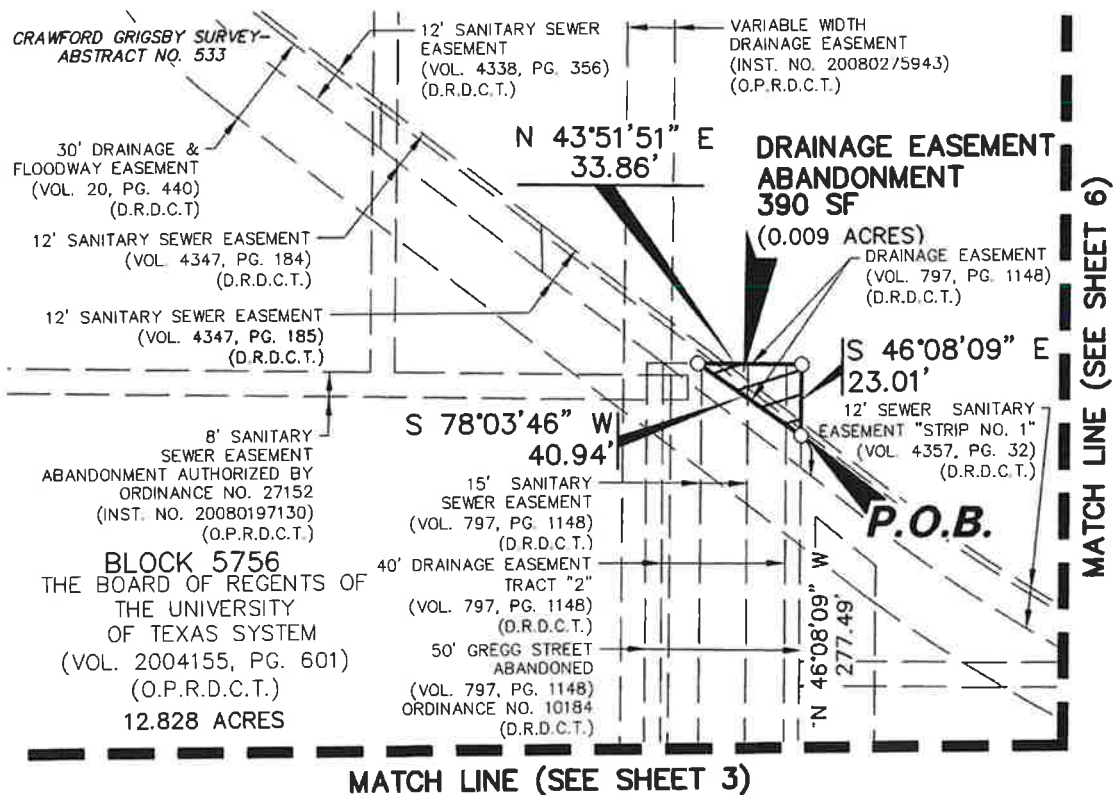 CRAWFORD GRIGSBY SURVEY
ABSTRACT NO. 533
12' SANITARY SEWER
EASEMENT
(VOL. 4338, PG. 356)
(D.R.D.C.T.)
VARIABLE WIDTH
DRAINAGE EASEMENT
(INST. NO. 20080275943)
(O.P.R.D.C.T.)
30' DRAINAGE &
FLOODWAY EASEMENT
(VOL. 20, PG. 440)
(D.R.D.C.T)
N 43°51'51" E
33.86'
DRAINAGE EASEMENT
ABANDONMENT
390 SF
(0.009 ACRES)
12' SANITARY SEWER EASEMENT
(VOL. 4347, PG. 184)
(D.R.D.C.T.)
DRAINAGE EASEMENT
(VOL. 797, PG. 1148)
(D.R.D.C.T.)
12' SANITARY SEWER EASEMENT
(VOL. 4347, PG. 185)
(D.R.D.C.T.)
S 46°08'09" E
23.01'
MATCH LINE (SEE SHEET 6)
S 78°03'46" W
40.94'
12' SEWER SANITARY
EASEMENT "STRIP NO. 1"
(VOL. 4357, PG. 32)
(D.R.D.C.T.)
8' SANITARY
SEWER EASEMENT
ABANDONMENT AUTHORIZED BY
ORDINANCE NO. 27152
(INST. NO. 20080197130)
(O.P.R.D.C.T.)
15' SANITARY
SEWER EASEMENT
(VOL. 797, PG. 1148)
(D.R.D.C.T.)
P.O.B.
BLOCK 5756
THE BOARD OF REGENTS OF
THE UNIVERSITY
OF TEXAS SYSTEM
(VOL. 2004155, PG. 601)
(O.P.R.D.C.T.)
12.828 ACRES
40' DRAINAGE EASEMENT
TRACT "2"
(VOL. 797, PG. 1148)
(D.R.D.C.T.)
50' GREGG STREET
ABANDONED
(VOL. 797, PG. 1148)
ORDINANCE NO. 10184
(D.R.D.C.T.)
N 46°08'09" W
277.49'
MATCH LINE (SEE SHEET 3)